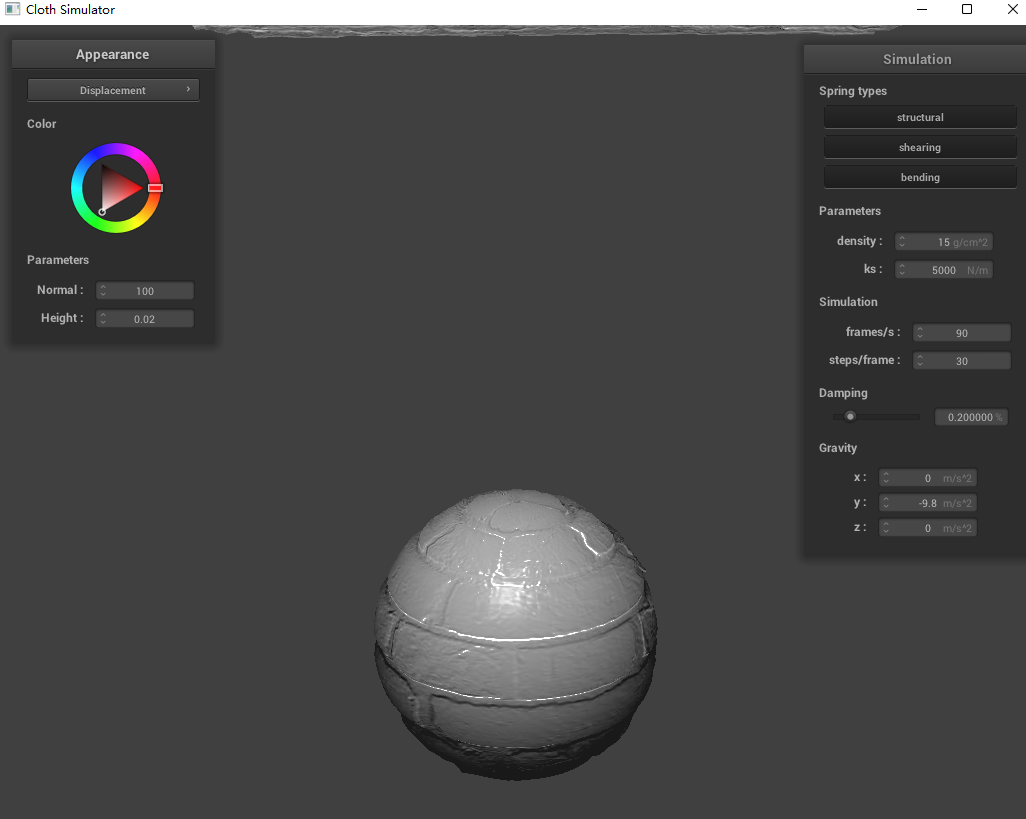 Cloth Simulator
Appearance
Displacement
Color
Parameters
Normal : 100
Height : 0.02
Simulation
Spring types
structural
shearing
bending
Parameters
density : 15 g/cm^2
ks : 5000 N/m
Simulation
frames/s : 90
steps/frame : 30
Damping
0.200000 %
Gravity
x : 0 m/s^2
y : -9.8 m/s^2
z : 0 m/s^2